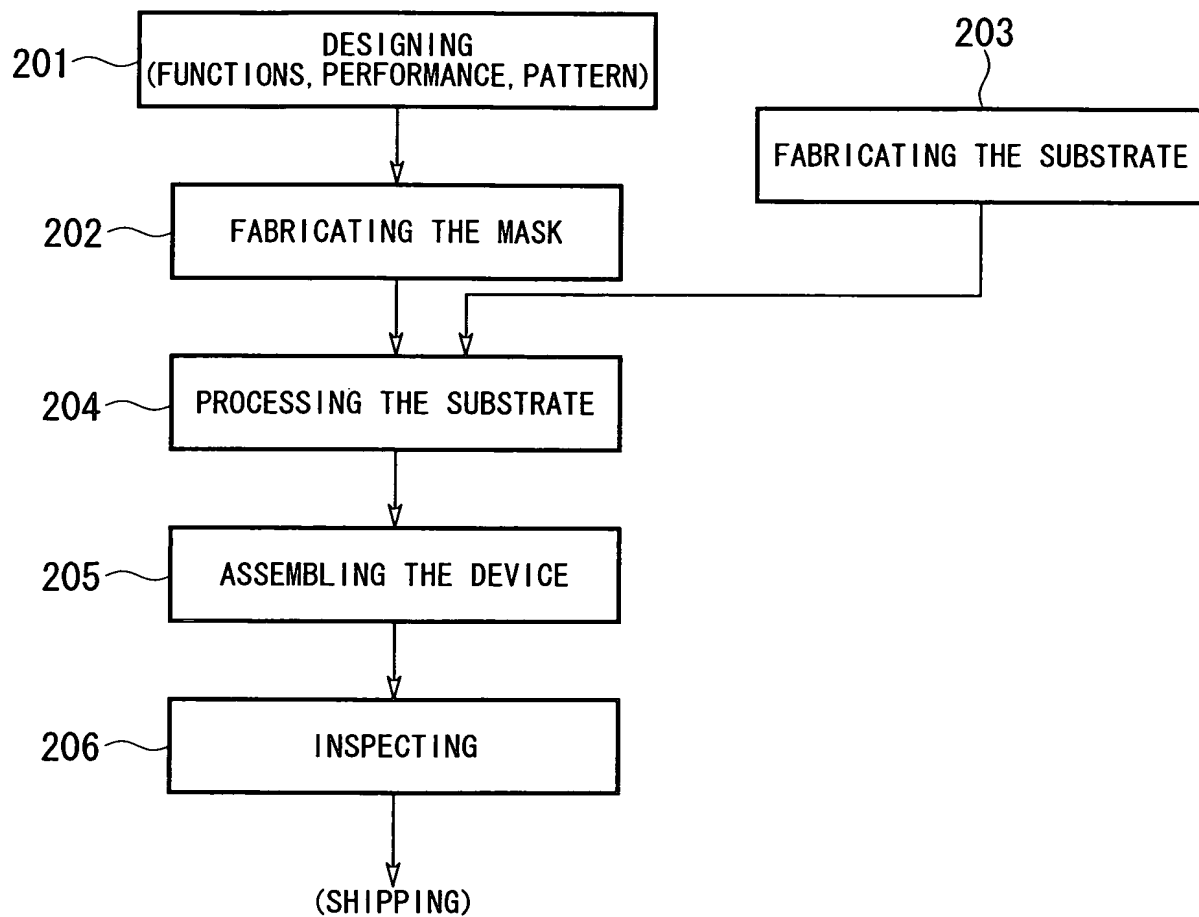 201
DESIGNING
(FUNCTIONS, PERFORMANCE, PATTERN)
203
FABRICATING THE SUBSTRATE
202
FABRICATING THE MASK
204
PROCESSING THE SUBSTRATE
205
ASSEMBLING THE DEVICE
206
INSPECTING
(SHIPPING)